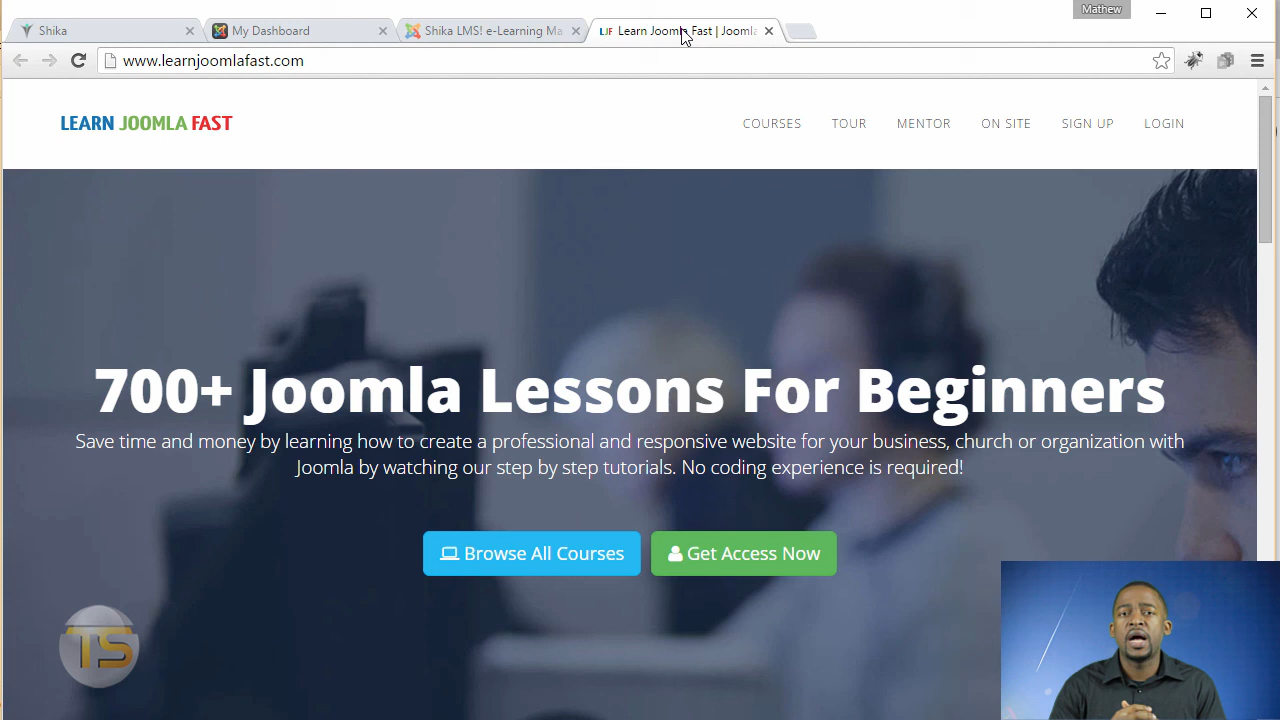 Mathew
Shika
My Dashboard
Shika LMS! e-Learning Ma
Learn Joomla Fast | Joomla
www.learnjoomlafast.com
LEARN JOOMLA FAST
COURSES
TOUR
MENTOR
ON SITE
SIGN UP
LOGIN
700+ Joomla Lessons For Beginners
Save time and money by learning how to create a professional and responsive website for your business, church or organization with
Joomla by watching our step by step tutorials. No coding experience is required!
Browse All Courses
Get Access Now
TS